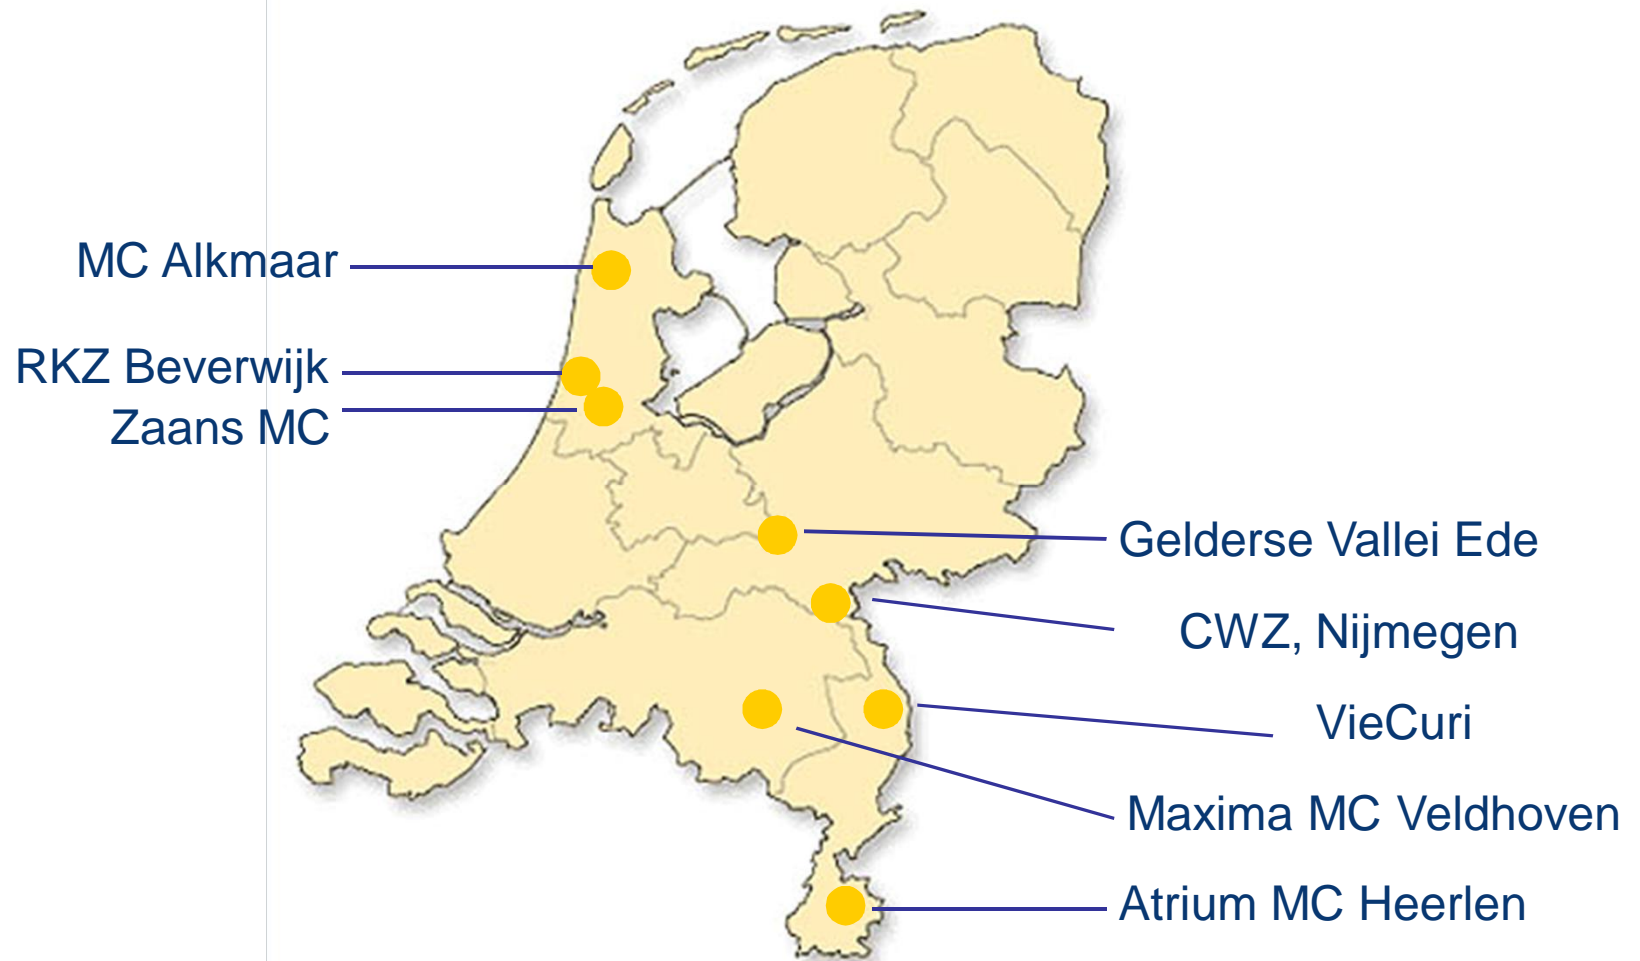 MC Alkmaar
RKZ Beverwijk
Zaans MC
Gelderse Vallei Ede
CWZ, Nijmegen
VieCuri
Maxima MC Veldhoven
Atrium MC Heerlen